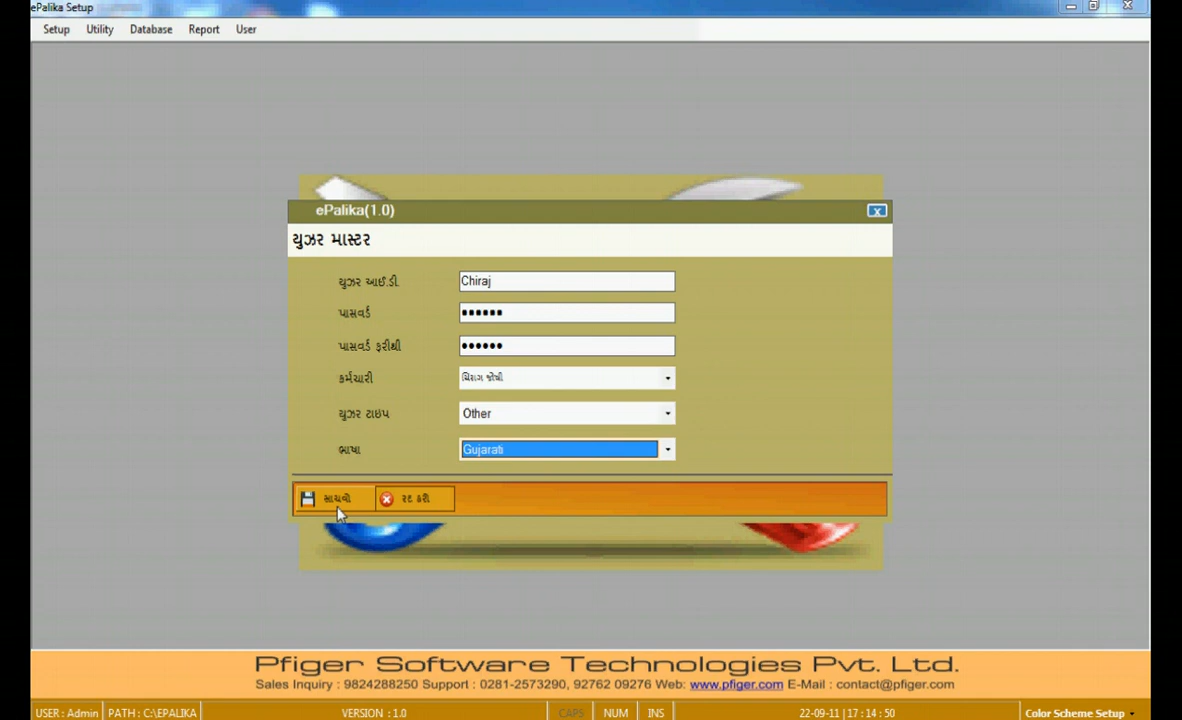 ePalika Setup
Setup Utility Database Report User
ePalika(1.0)
યુઝર માસ્ટર
યુઝર આઈ.ડી. Chiraj
પાસવર્ડ ●●●●●●
પાસવર્ડ ફરીથી ●●●●●●
કર્મચારી ચિરાગ જોષી
યુઝર ટાઇપ Other
ભાષા Gujarati
સાચવો રદ કરી
Pfiger Software Technologies Pvt. Ltd.
Sales Inquiry : 9824288250 Support : 0281-2573290, 92762 09276 Web: www.pfiger.com E-Mail : contact@pfiger.com
USER : Admin PATH : C:\EPALIKA VERSION : 1.0 CAPS NUM INS 22-09-11 | 17 : 14 : 50 Color Scheme Setup